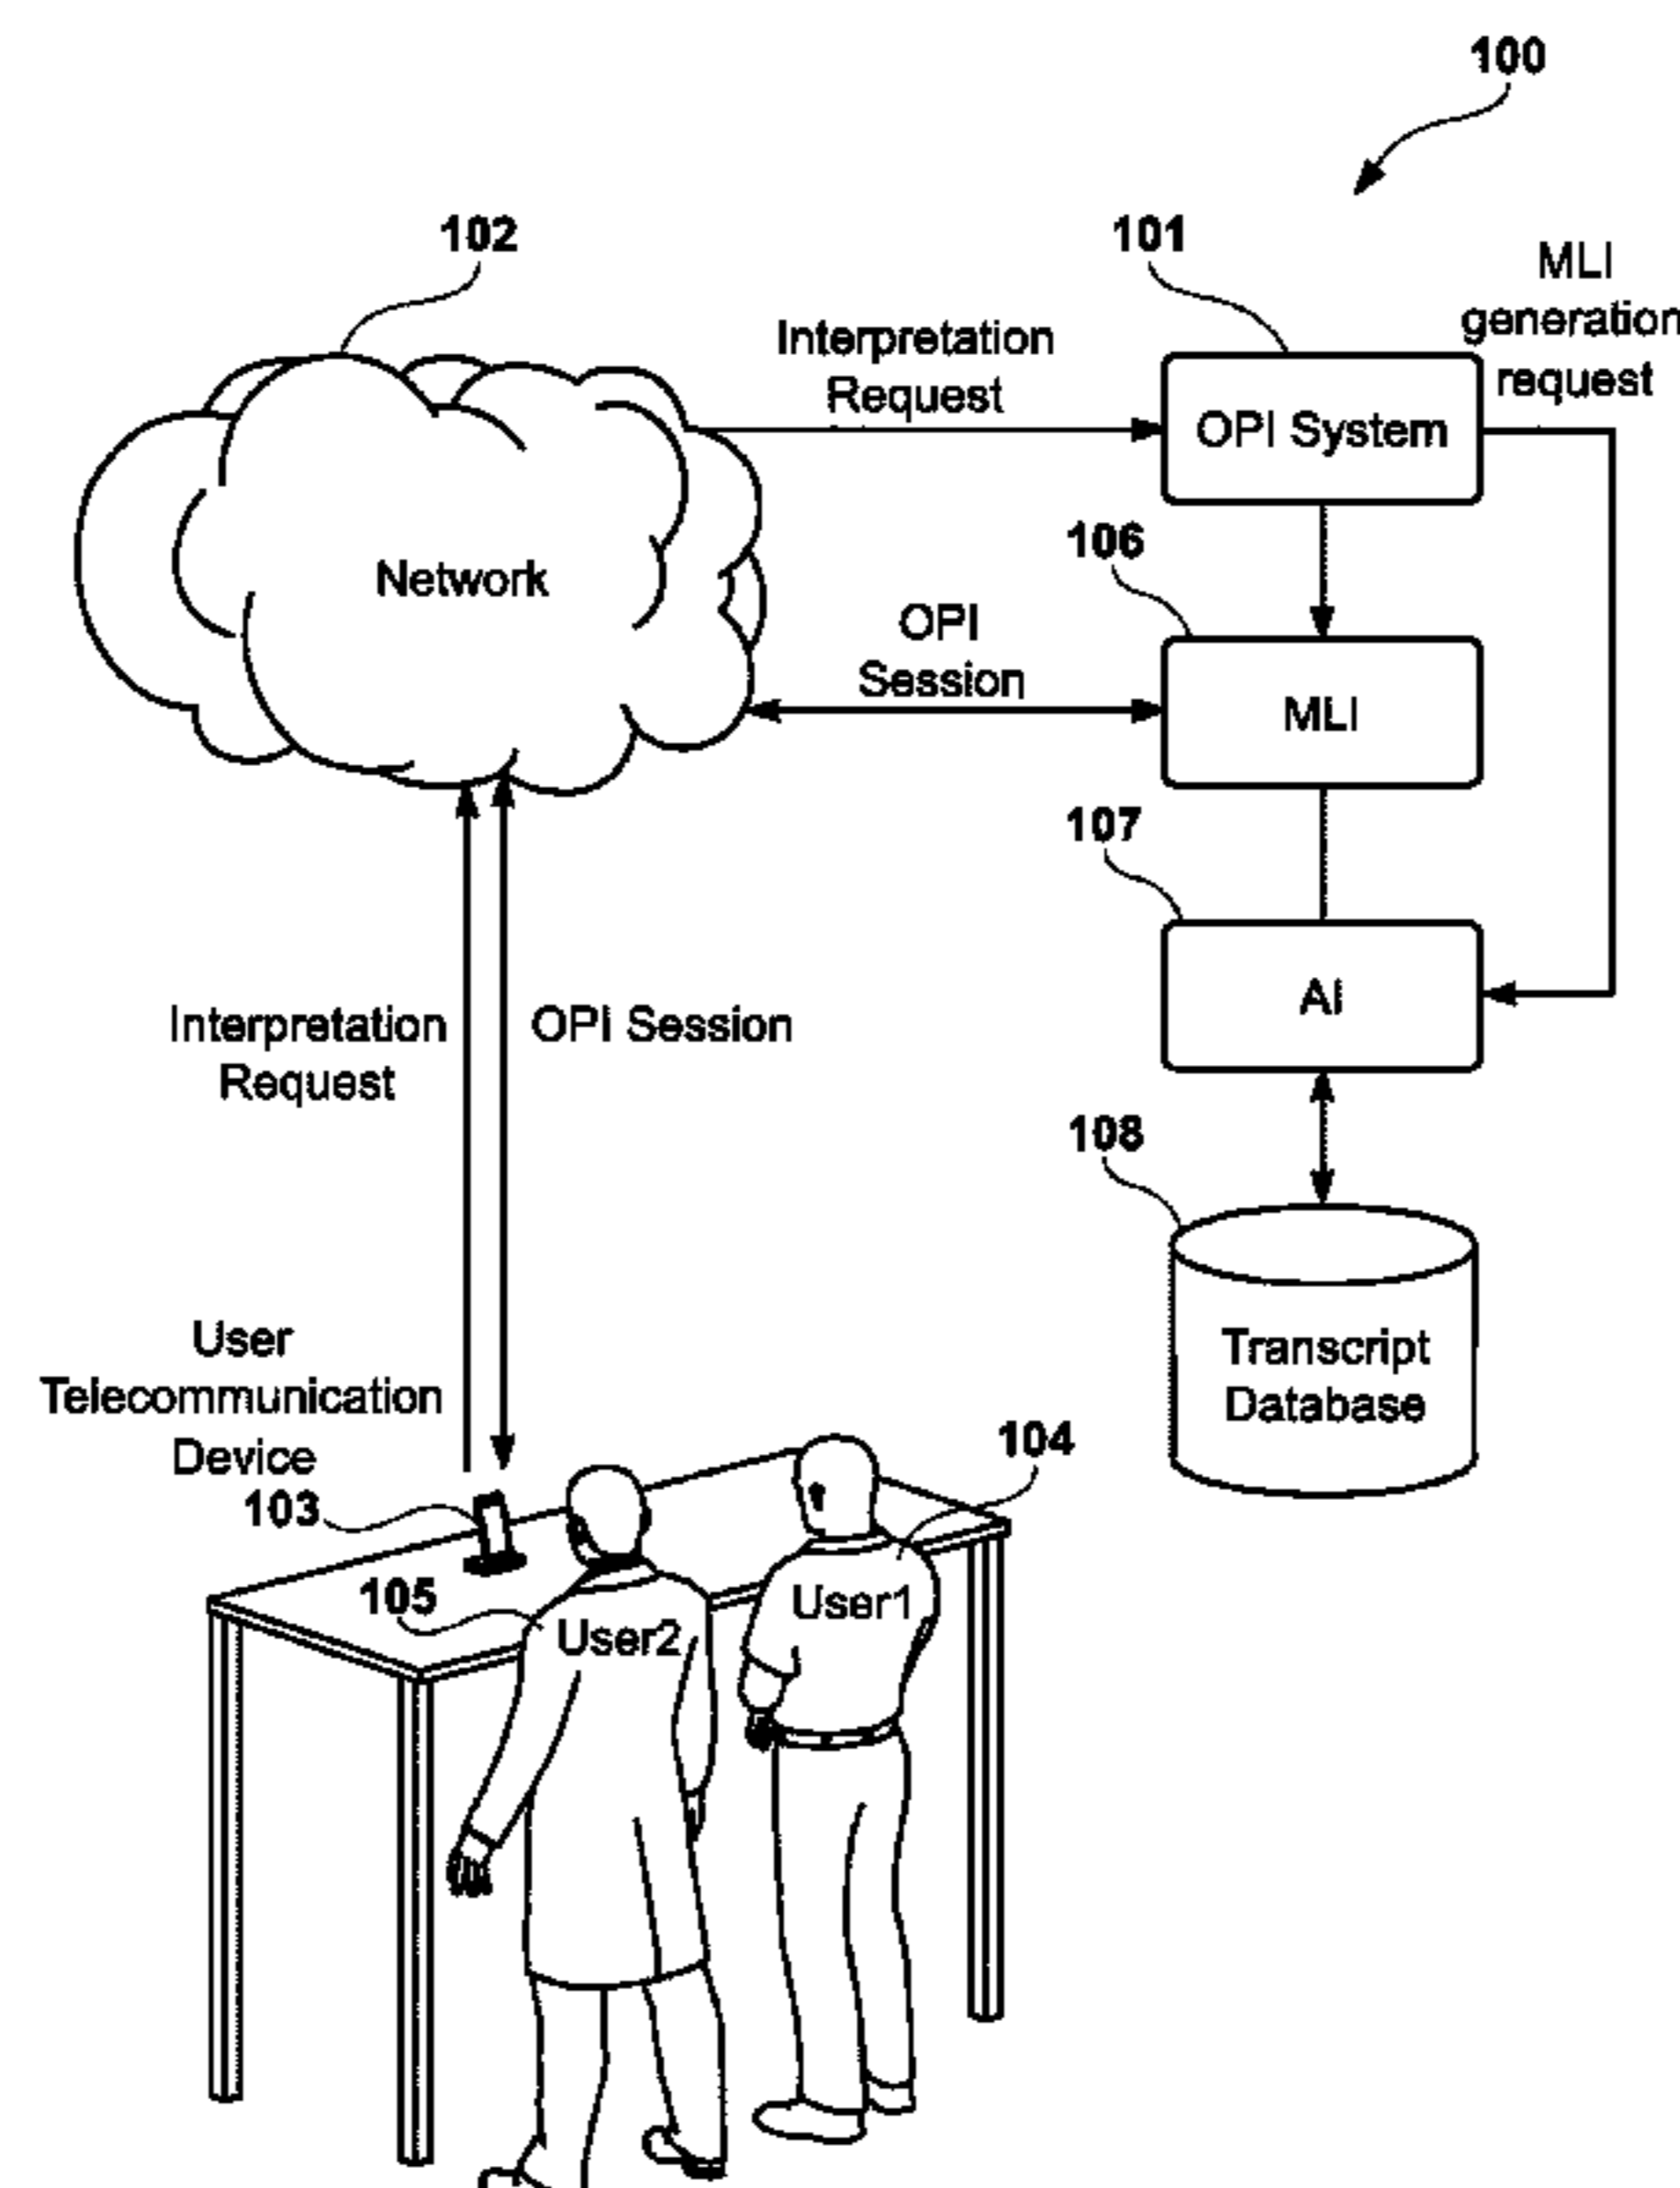 100
102
101
MLI
generation
request
Interpretation
Request
OPI System
106
Network
OPI
Session
MLI
107
AI
Interpretation
Request
OPI Session
108
User
Telecommunication
Device
103
Transcript
Database
104
105
User1
User2